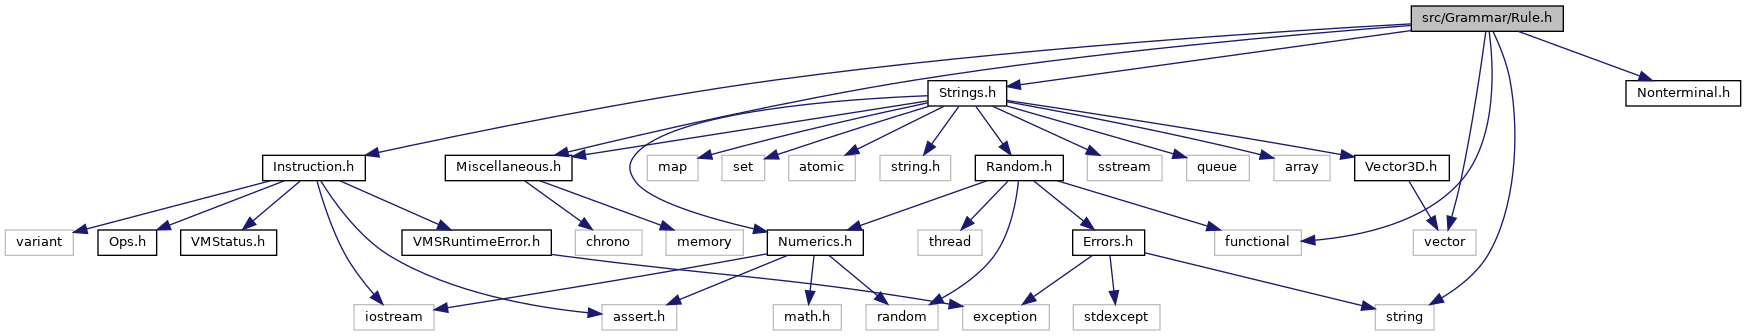 src/Grammar/Rule.h
Strings.h
Nonterminal.h
Instruction.h
Miscellaneous.h
map
set
atomic
string.h
Random.h
sstream
queue
array
Vector3D.h
variant
Ops.h
VMStatus.h
VMSRuntimeError.h
chrono
memory
Numerics.h
thread
Errors.h
functional
vector
iostream
assert.h
math.h
random
exception
stdexcept
string